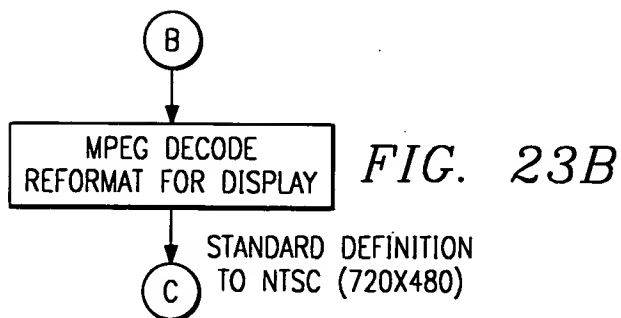 B
MPEG DECODE
REFORMAT FOR DISPLAY
FIG. 23B
STANDARD DEFINITION
TO NTSC (720X480)
C